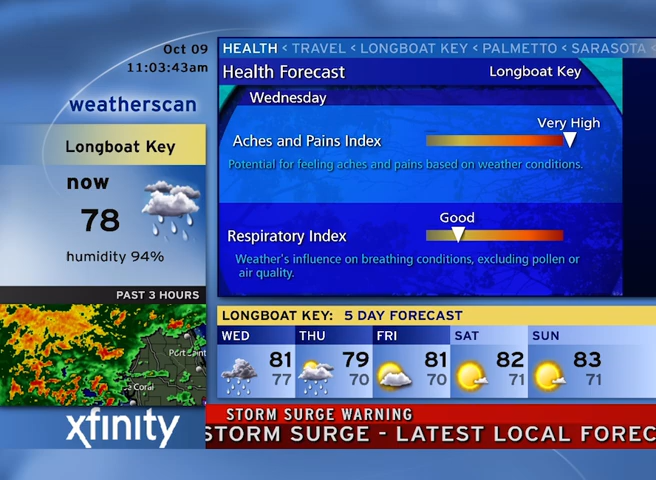 Oct 09
11:03:43am
weatherscan
Longboat Key
now
78
humidity 94%
PAST 3 HOURS
Port Saint
Coral
xfinity
HEALTH < TRAVEL < LONGBOAT KEY < PALMETTO < SARASOTA <
Health Forecast Longboat Key
Wednesday
Very High
Aches and Pains Index
Potential for feeling aches and pains based on weather conditions.
Good
Respiratory Index
Weather's influence on breathing conditions, excluding pollen or
air quality.
LONGBOAT KEY: 5 DAY FORECAST
WED THU FRI SAT SUN
81 79 81 82 83
77 70 70 71 71
STORM SURGE WARNING
STORM SURGE - LATEST LOCAL FOREC